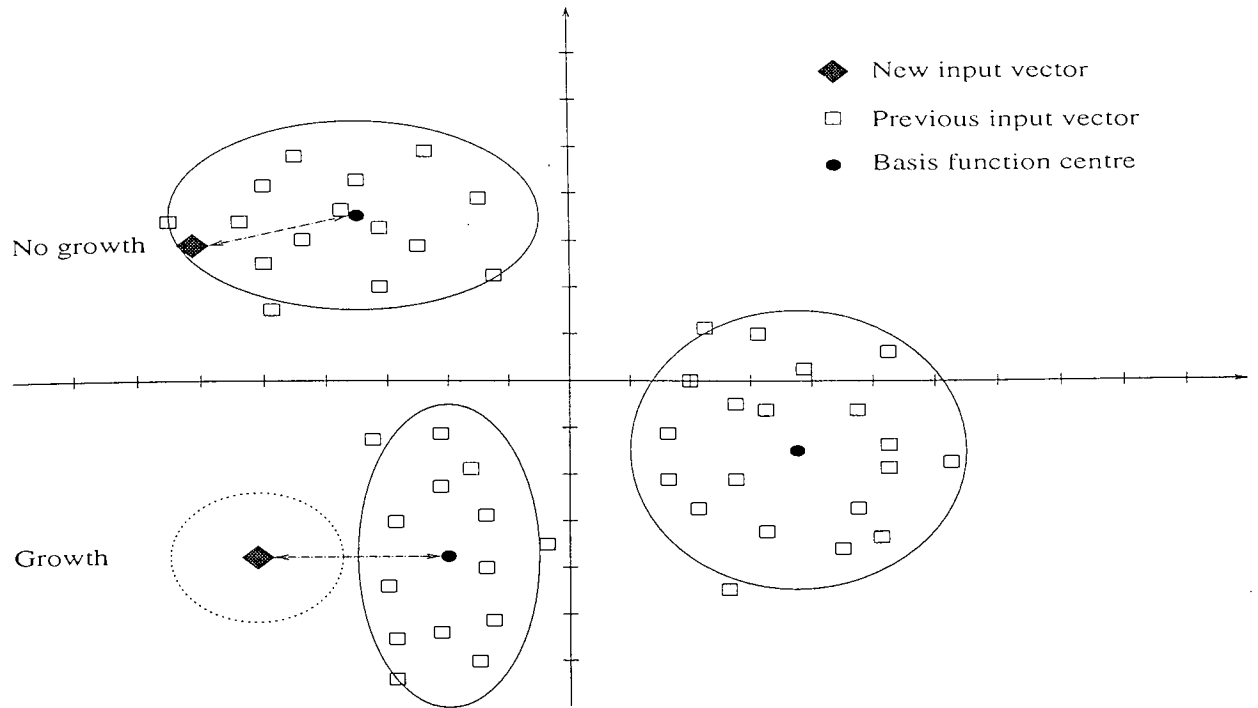 New input vector
Previous input vector
Basis function centre
No growth
Growth